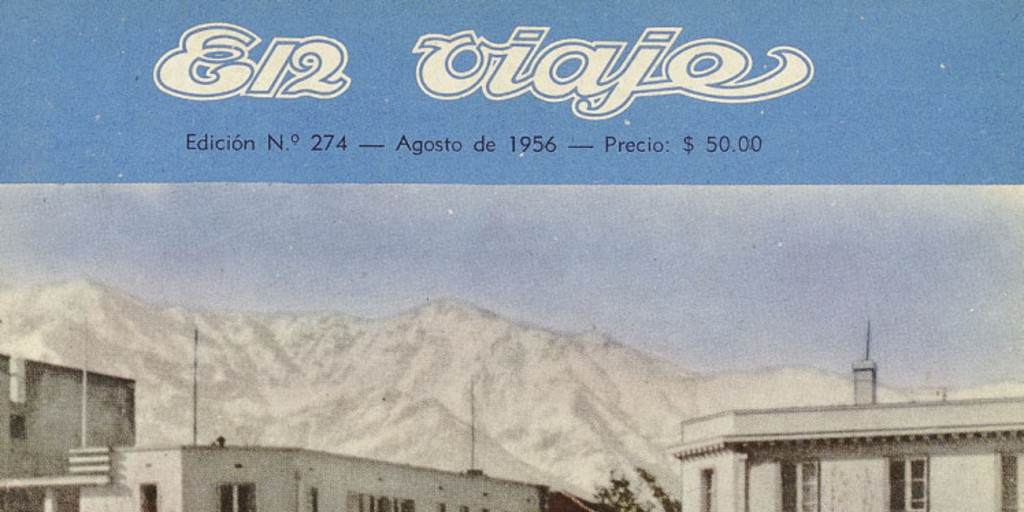 En viaje
Edición N.º 274 — Agosto de 1956 — Precio: $ 50.00